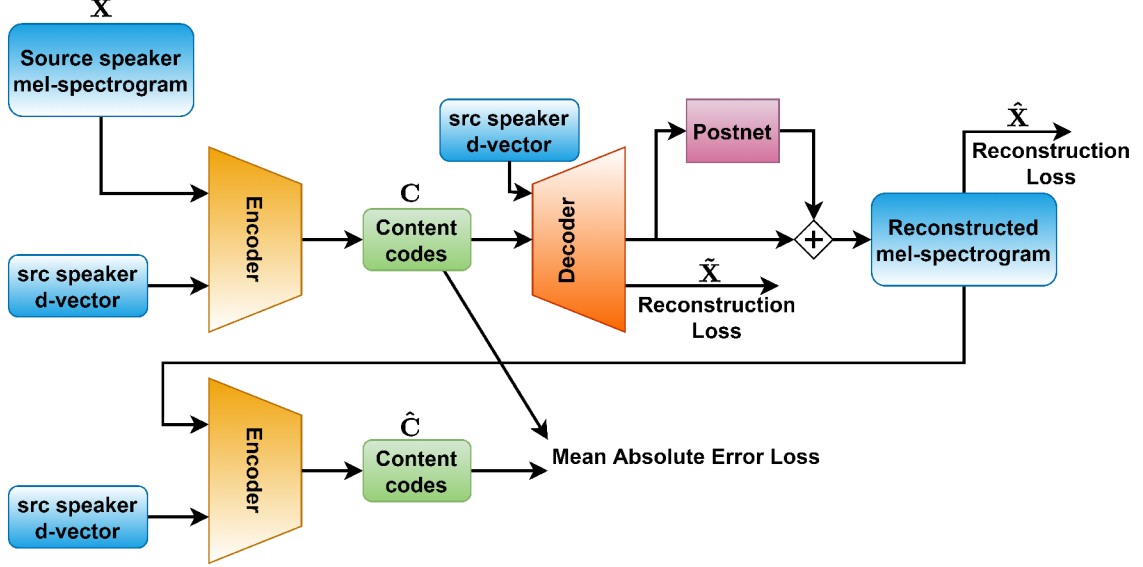 X
Source speaker
mel-spectrogram
src speaker
d-vector
Encoder
C
Content
codes
src speaker
d-vector
Decoder
Postnet
+
X̃
Reconstruction
Loss
X̂
Reconstruction
Loss
Reconstructed
mel-spectrogram
src speaker
d-vector
Encoder
Ĉ
Content
codes
Mean Absolute Error Loss